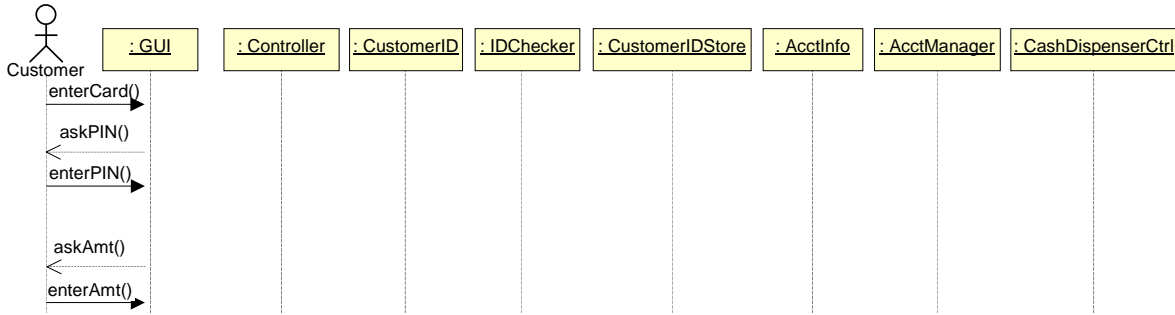 : GUI
: Controller
: CustomerID
: IDChecker
: CustomerIDStore
: AcctInfo
: AcctManager
: CashDispenserCtrl
Customer
enterCard()
askPIN()
enterPIN()
askAmt()
enterAmt()